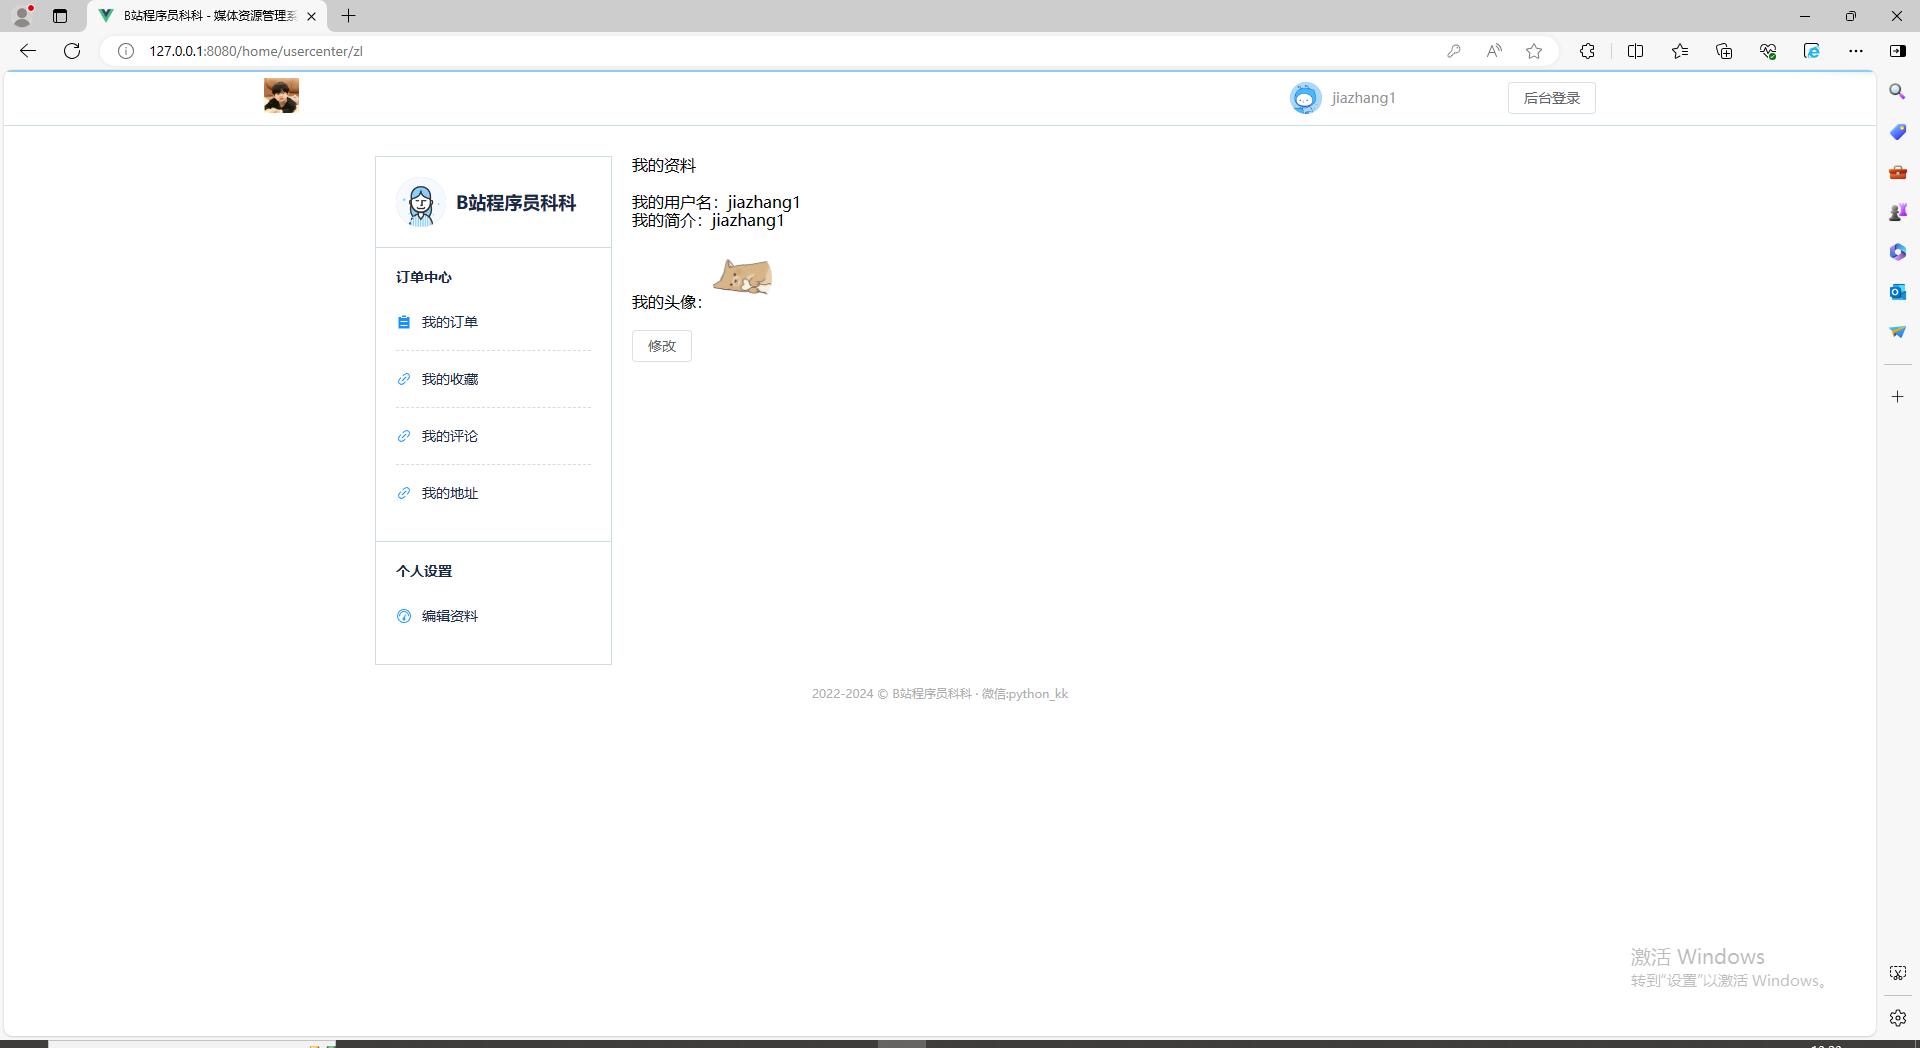 B站程序员科科 - 媒体资源管理系
127.0.0.1:8080/home/usercenter/zl
jiazhang1
后台登录
B站程序员科科
订单中心
我的订单
我的收藏
我的评论
我的地址
个人设置
编辑资料
我的资料
我的用户名：jiazhang1
我的简介：jiazhang1
我的头像：
修改
2022-2024 © B站程序员科科 · 微信:python_kk
激活 Windows
转到"设置"以激活 Windows。